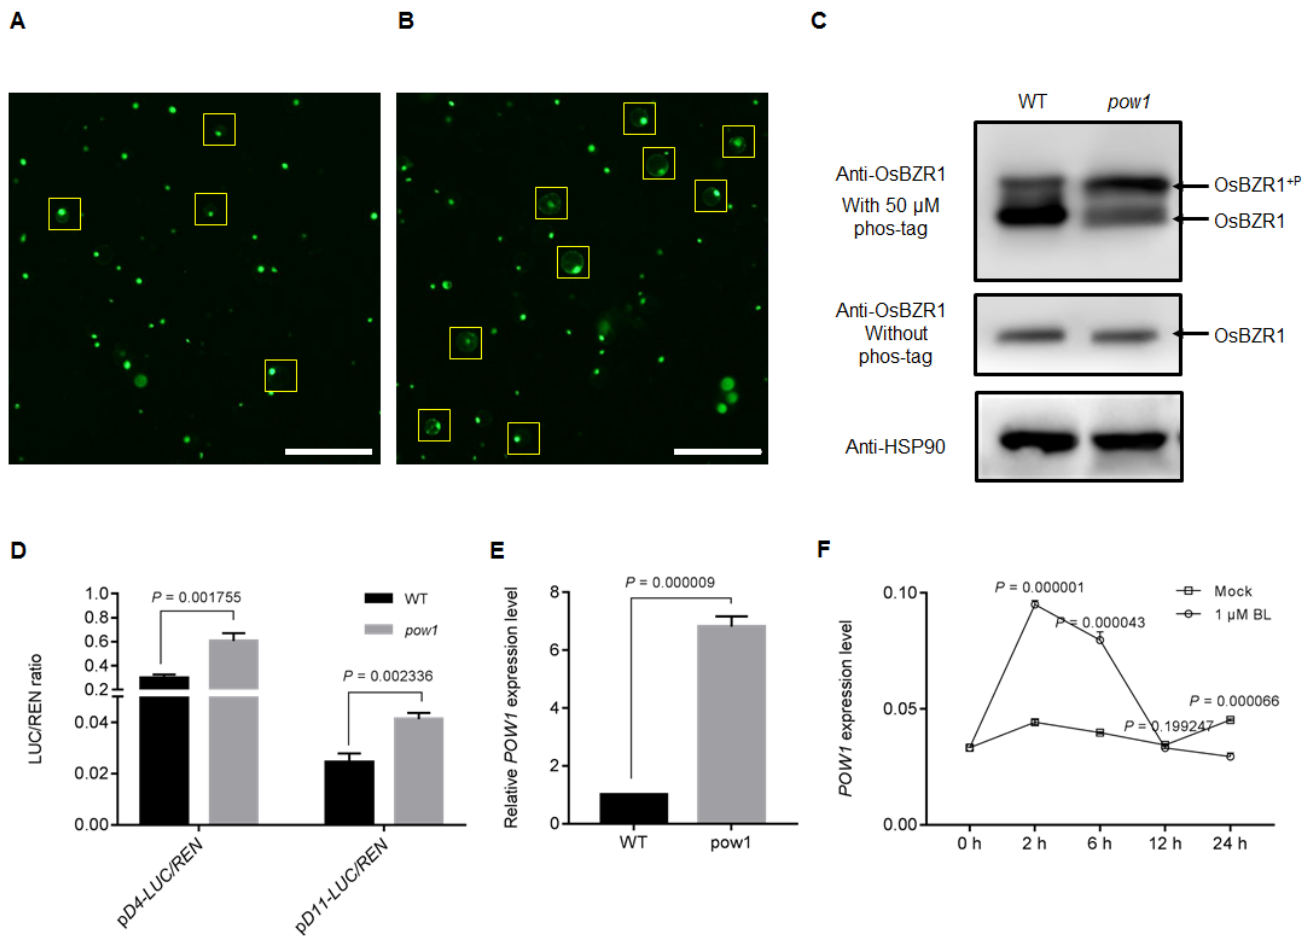 A
B
C
WT
pow1
Anti-OsBZR1
With 50 µM
phos-tag
OsBZR1+P
OsBZR1
Anti-OsBZR1
Without
phos-tag
OsBZR1
Anti-HSP90
D
LUC/REN ratio
1.0
0.8
0.6
0.4
0.2
0.04
0.02
0.00
P = 0.001755
P = 0.002336
WT
pow1
pD4-LUC/REN
pD11-LUC/REN
E
Relative POW1 expression level
8
6
4
2
0
P = 0.000009
WT
pow1
F
POW1 expression level
0.10
0.05
0.00
P = 0.000001
P = 0.000043
P = 0.199247
P = 0.000066
Mock
1 µM BL
0 h
2 h
6 h
12 h
24 h